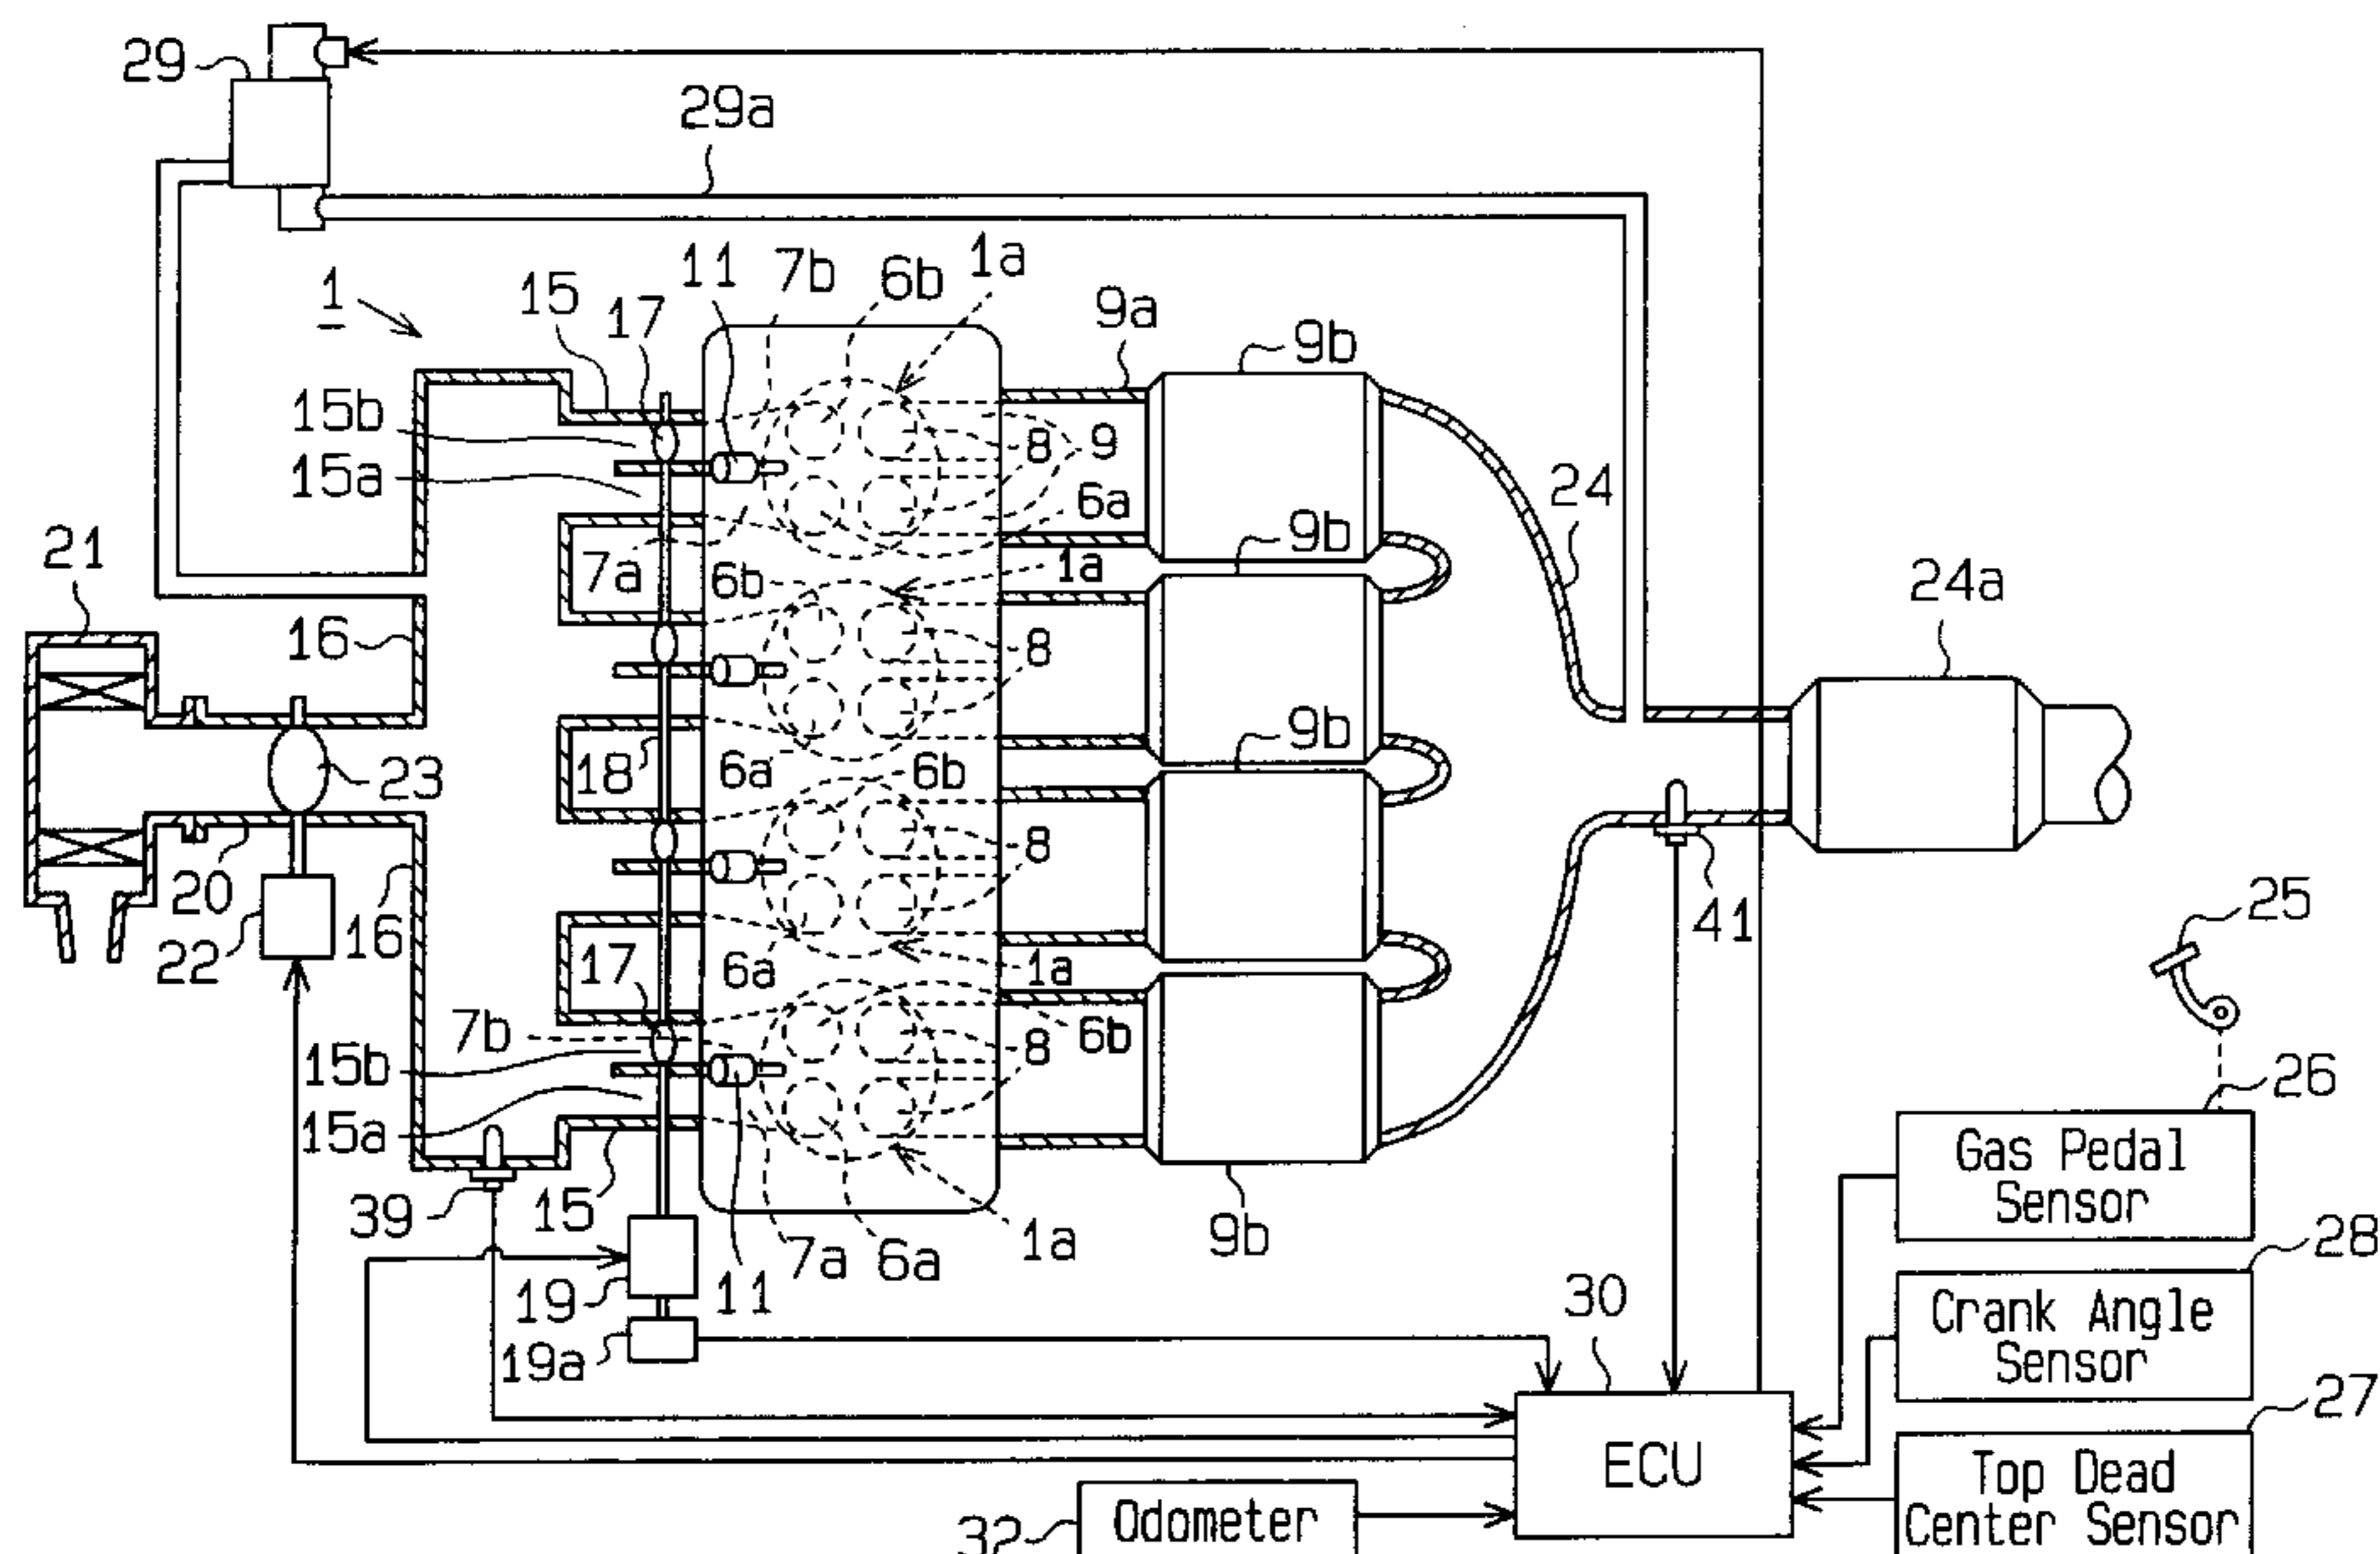 29
29a
1
15
17
11
7b
6b
1a
9a
9b
15b
15a
8
9
6a
24
9b
21
7a
6b
1a
24a
16
8
18
6a
6b
9b
23
8
20
22
16
17
6a
1a
41
25
7b
15b
8
6b
26
15a
Gas Pedal
Sensor
39
15
7a
6a
1a
9b
28
19
11
30
Crank Angle
Sensor
19a
27
ECU
Top Dead
Center Sensor
32
Odometer